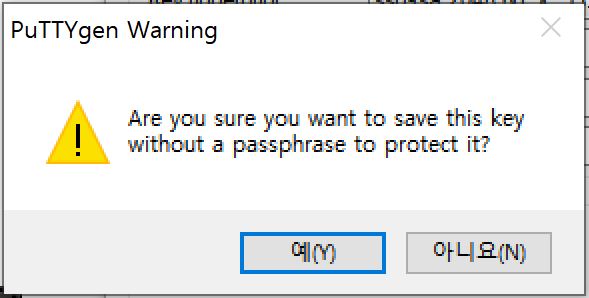 PuTTYgen Warning
Are you sure you want to save this key
without a passphrase to protect it?
예(Y)
아니요(N)